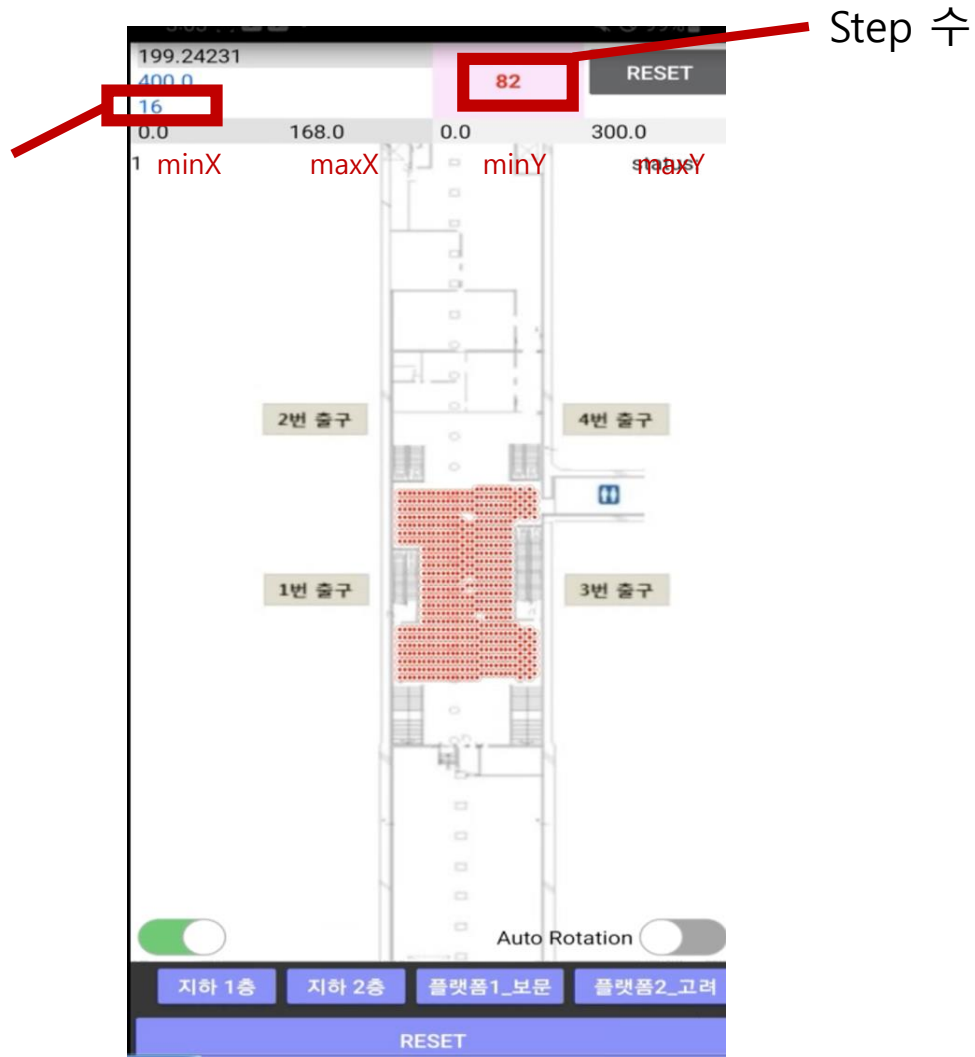 Step 수
199.24231
400.0
82
RESET
16
0.0 168.0 0.0 300.0
1 minX maxX minY maxY
2번 출구
4번 출구
1번 출구
3번 출구
Auto Rotation
지하 1층 지하 2층 플랫폼1_보문 플랫폼2_고려
RESET